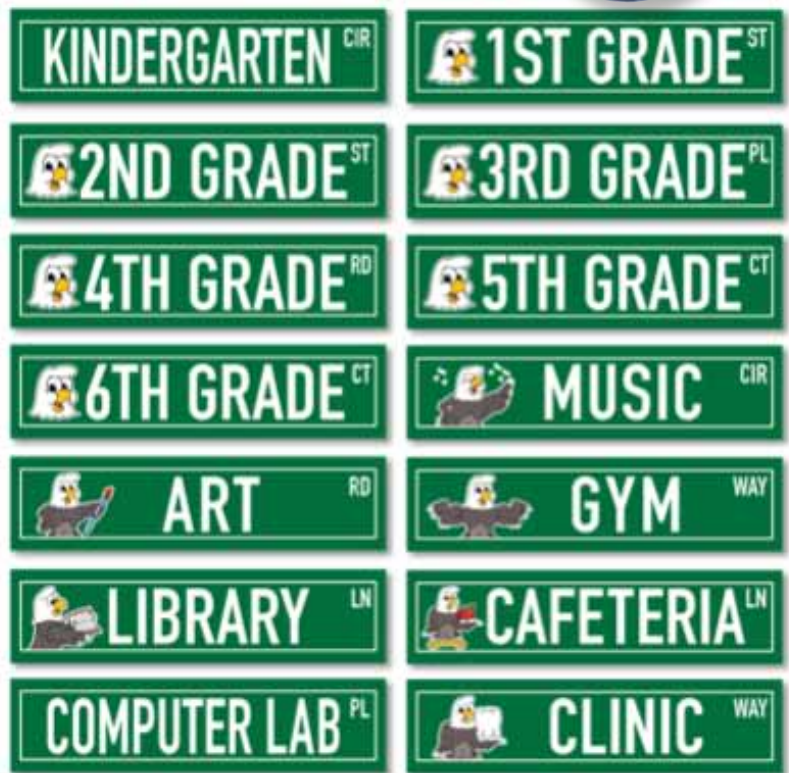 KINDERGARTEN CIR
1ST GRADE ST
2ND GRADE ST
3RD GRADE PL
4TH GRADE RD
5TH GRADE CT
6TH GRADE CT
MUSIC CIR
ART RD
GYM WAY
LIBRARY LN
CAFETERIA LN
COMPUTER LAB PL
CLINIC WAY